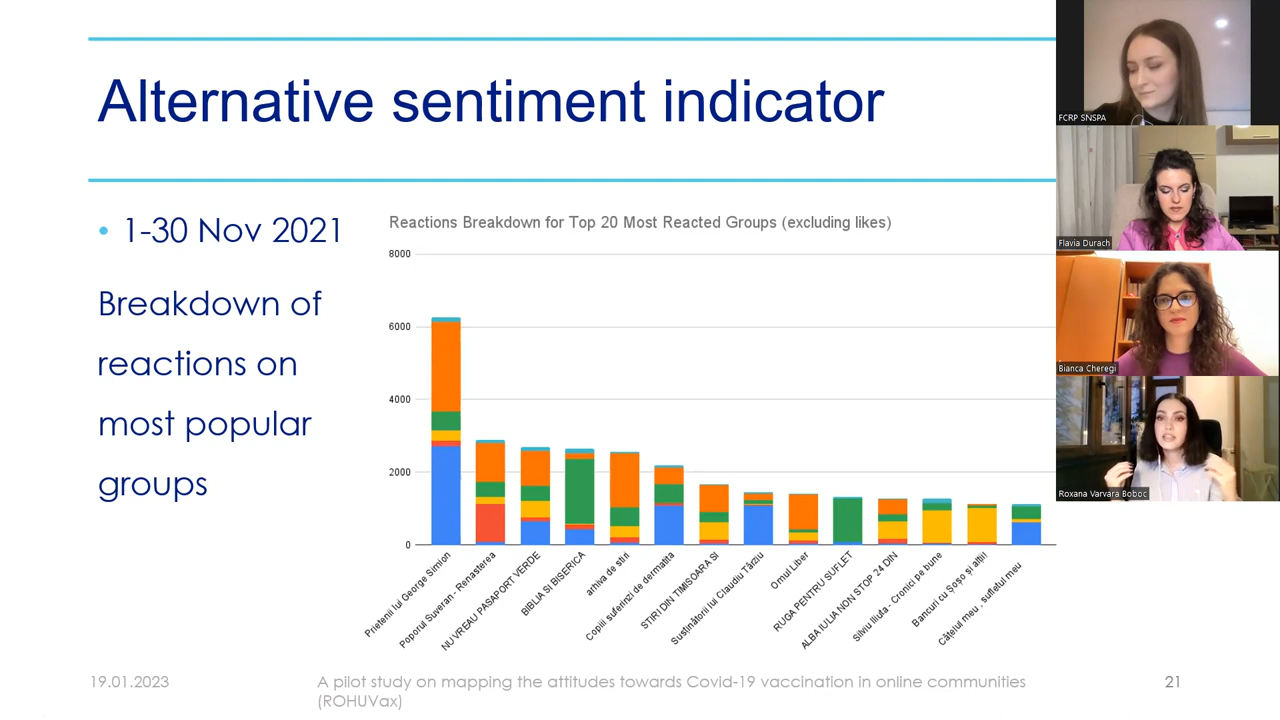 Alternative sentiment indicator
• 1-30 Nov 2021
Breakdown of
reactions on
most popular
groups
Reactions Breakdown for Top 20 Most Reacted Groups (excluding likes)
8000
6000
4000
2000
0
Prietenii lui George Simion
Poporul Suveran - Renasterea
NU VREAU PASAPORT VERDE
BIBLIA ȘI BISERICA
arhiva de stiri
Copiii suferinzi de dermatita
STIRI DIN TIMISOARA SI
Susținătorii lui Claudiu Târziu
Omul Liber
RUGA PENTRU SUFLET
ALBA IULIA NON STOP 24 DIN
Silviu Iliuta - Cronici pe bune
Bancuri cu Șoșo și alții!
Cățelul meu , sufletul meu
19.01.2023
A pilot study on mapping the attitudes towards Covid-19 vaccination in online communities
(ROHUVax)
21
FCRP SNSPA
Flavia Durach
Bianca Cheregi
Roxana Varvara Boboc